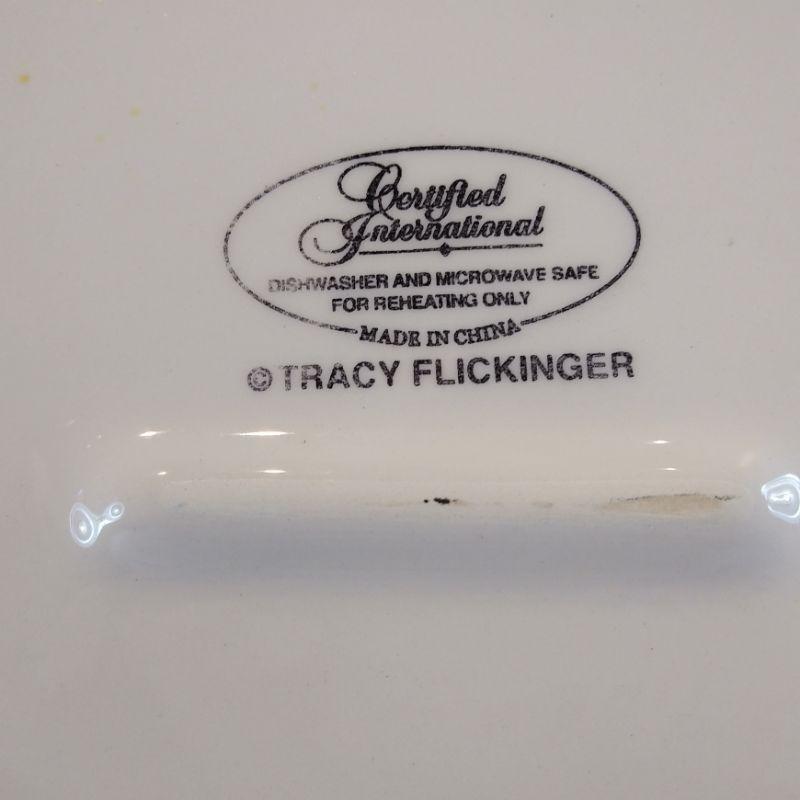 Certified
International
DISHWASHER AND MICROWAVE SAFE
FOR REHEATING ONLY
MADE IN CHINA
©TRACY FLICKINGER